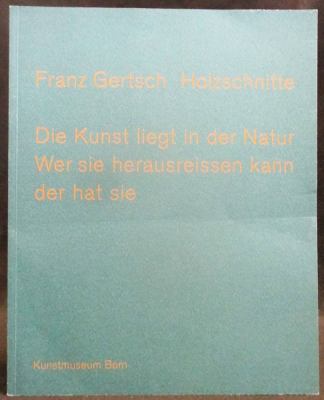 Franz Gertsch Holzschnitte
Die Kunst liegt in der Natur
Wer sie herausreissen kann
der hat sie
Kunstmuseum Bern